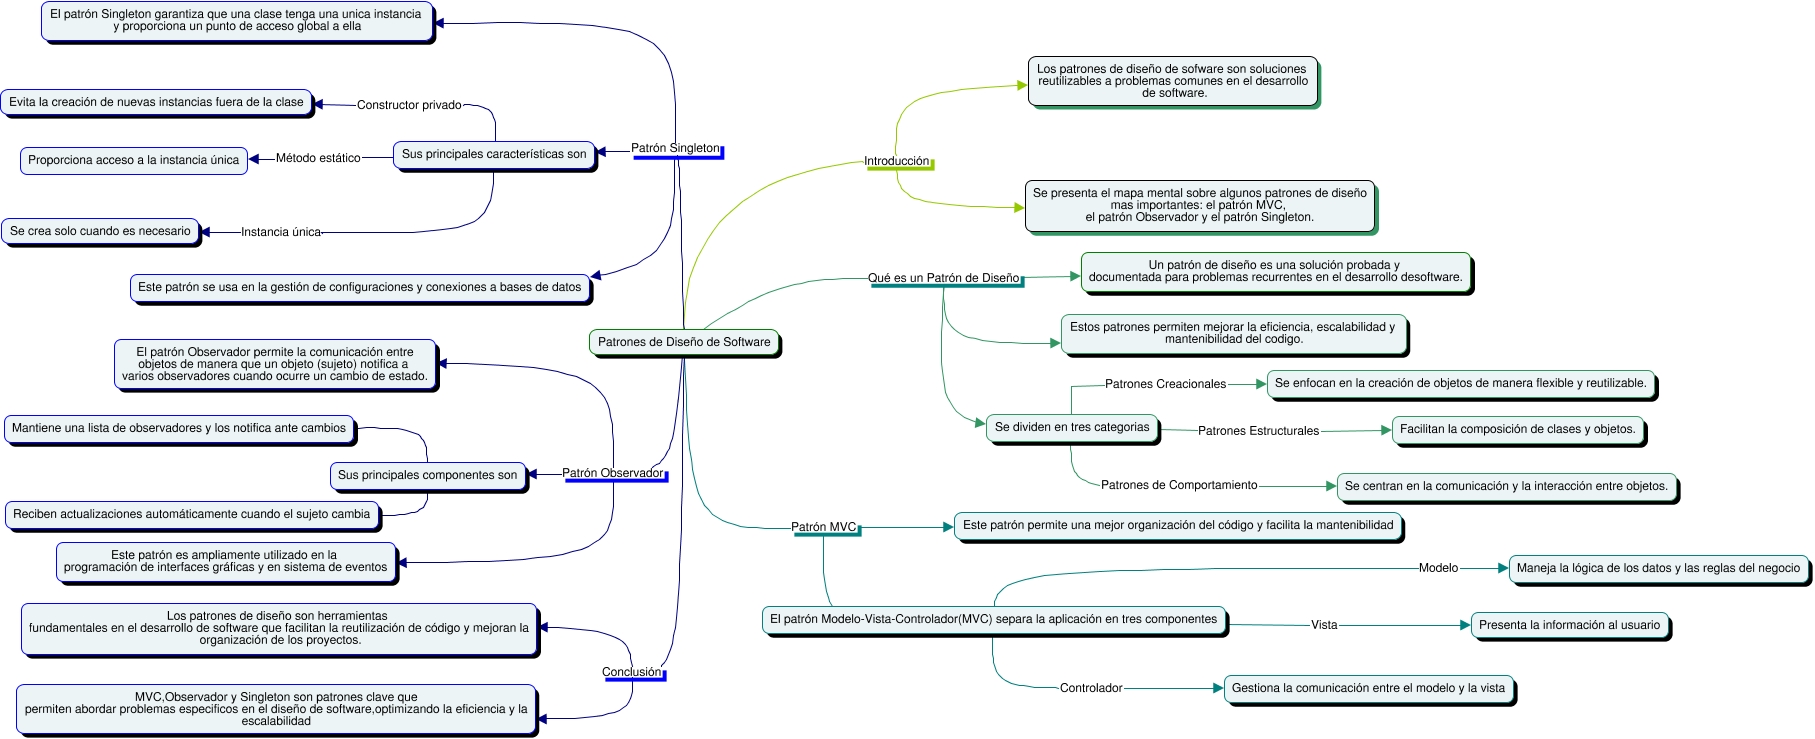 Patrones de Diseño de Software
Introducción
Los patrones de diseño de sofware son soluciones
reutilizables a problemas comunes en el desarrollo
de software.
Se presenta el mapa mental sobre algunos patrones de diseño
mas importantes: el patrón MVC,
el patrón Observador y el patrón Singleton.
Qué es un Patrón de Diseño
Un patrón de diseño es una solución probada y
documentada para problemas recurrentes en el desarrollo desoftware.
Estos patrones permiten mejorar la eficiencia, escalabilidad y
mantenibilidad del codigo.
Se dividen en tres categorias
Patrones Creacionales
Se enfocan en la creación de objetos de manera flexible y reutilizable.
Patrones Estructurales
Facilitan la composición de clases y objetos.
Patrones de Comportamiento
Se centran en la comunicación y la interacción entre objetos.
Patrón MVC
Este patrón permite una mejor organización del código y facilita la mantenibilidad
El patrón Modelo-Vista-Controlador(MVC) separa la aplicación en tres componentes
Modelo
Maneja la lógica de los datos y las reglas del negocio
Vista
Presenta la información al usuario
Controlador
Gestiona la comunicación entre el modelo y la vista
Patrón Singleton
El patrón Singleton garantiza que una clase tenga una unica instancia
y proporciona un punto de acceso global a ella
Sus principales características son
Constructor privado
Evita la creación de nuevas instancias fuera de la clase
Método estático
Proporciona acceso a la instancia única
Instancia única
Se crea solo cuando es necesario
Este patrón se usa en la gestión de configuraciones y conexiones a bases de datos
Patrón Observador
El patrón Observador permite la comunicación entre
objetos de manera que un objeto (sujeto) notifica a
varios observadores cuando ocurre un cambio de estado.
Sus principales componentes son
Mantiene una lista de observadores y los notifica ante cambios
Reciben actualizaciones automáticamente cuando el sujeto cambia
Este patrón es ampliamente utilizado en la
programación de interfaces gráficas y en sistema de eventos
Conclusión
Los patrones de diseño son herramientas
fundamentales en el desarrollo de software que facilitan la reutilización de código y mejoran la
organización de los proyectos.
MVC,Observador y Singleton son patrones clave que
permiten abordar problemas especificos en el diseño de software,optimizando la eficiencia y la
escalabilidad